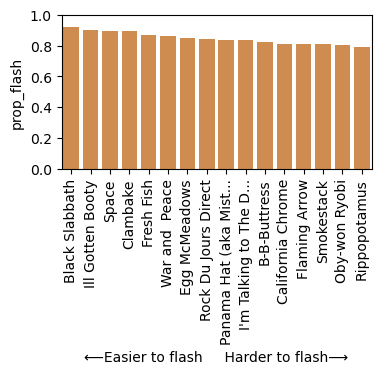 1.0
0.8
0.6
0.4
0.2
0.0
prop_flash
Black Slabbath
Ill Gotten Booty
Space
Clambake
Fresh Fish
War and  Peace
Egg McMeadows
Rock Du Jours Direct
Panama Hat (aka Mist...
I'm Talking to The D...
B-B-Buttress
California Chrome
Flaming Arrow
Smokestack
Oby-won Ryobi
Rippopotamus
⟵Easier to flash     Harder to flash⟶